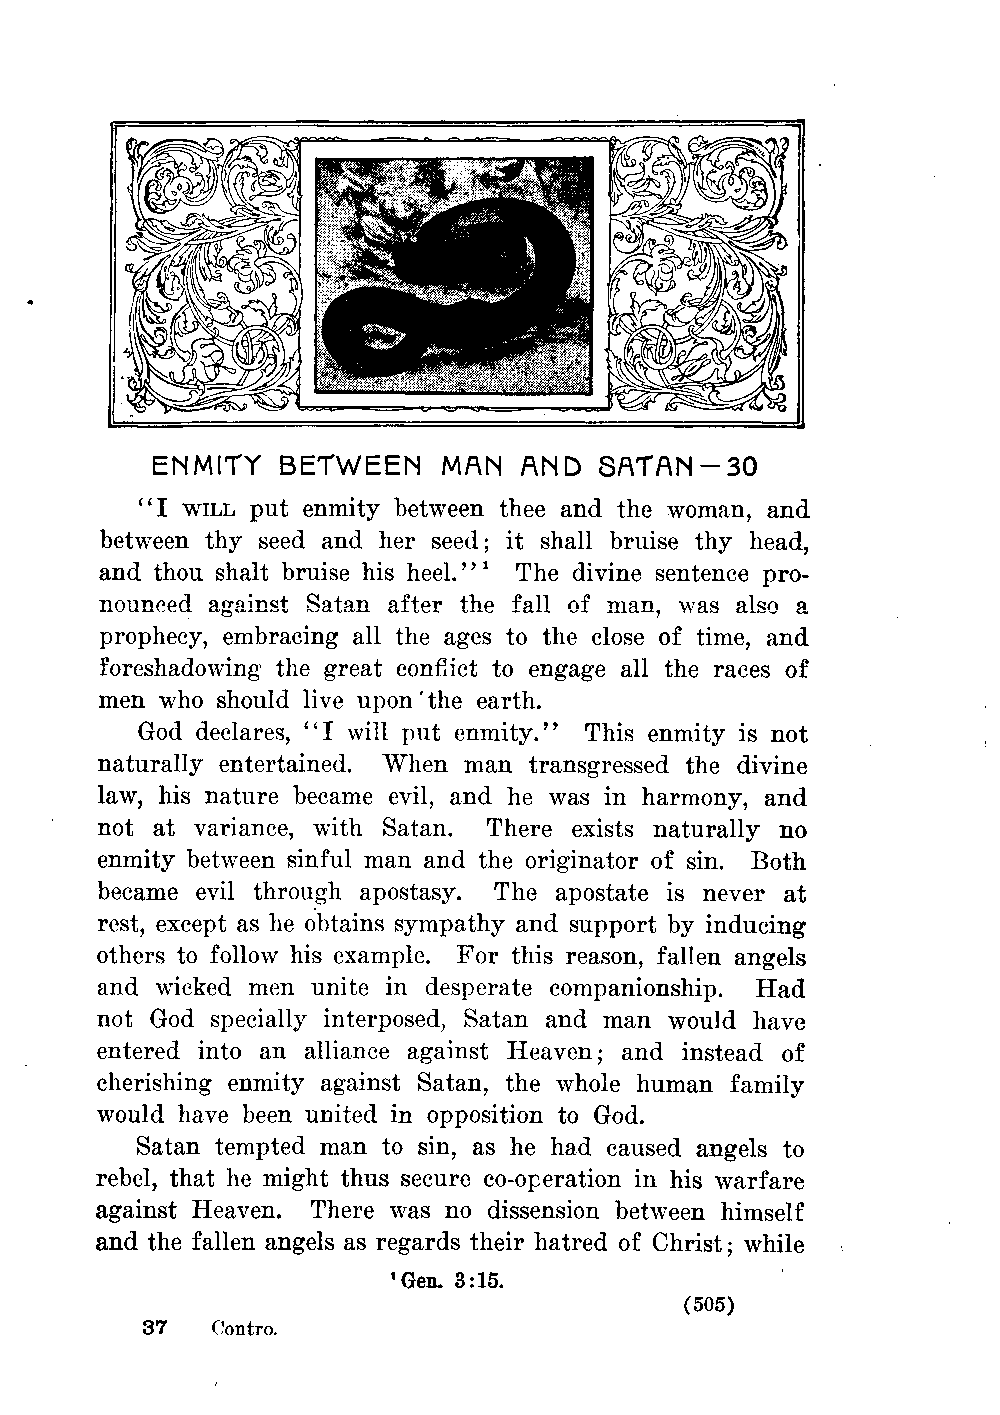 ENMITY BETWEEN MAN AND SATAN—30
"I WILL put enmity between thee and the woman, and
between thy seed and her seed; it shall bruise thy head,
and thou shalt bruise his heel."¹ The divine sentence pro-
nounced against Satan after the fall of man, was also a
prophecy, embracing all the ages to the close of time, and
foreshadowing the great conflict to engage all the races of
men who should live upon the earth.
God declares, "I will put enmity." This enmity is not
naturally entertained. When man transgressed the divine
law, his nature became evil, and he was in harmony, and
not at variance, with Satan. There exists naturally no
enmity between sinful man and the originator of sin. Both
became evil through apostasy. The apostate is never at
rest, except as he obtains sympathy and support by inducing
others to follow his example. For this reason, fallen angels
and wicked men unite in desperate companionship. Had
not God specially interposed, Satan and man would have
entered into an alliance against Heaven; and instead of
cherishing enmity against Satan, the whole human family
would have been united in opposition to God.
Satan tempted man to sin, as he had caused angels to
rebel, that he might thus secure co-operation in his warfare
against Heaven. There was no dissension between himself
and the fallen angels as regards their hatred of Christ; while
¹Gen. 3:15.
(505)
37 Contro.